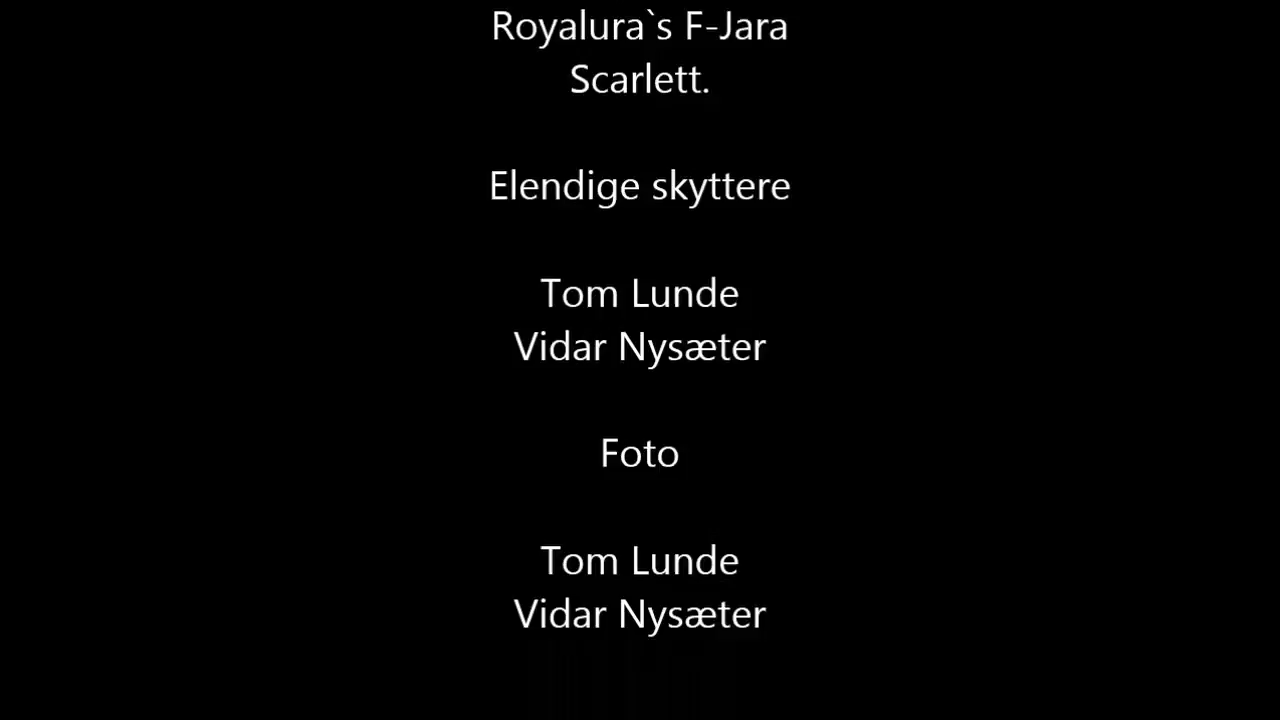 Royalura`s F-Jara
Scarlett.
Elendige skyttere
Tom Lunde
Vidar Nysæter
Foto
Tom Lunde
Vidar Nysæter